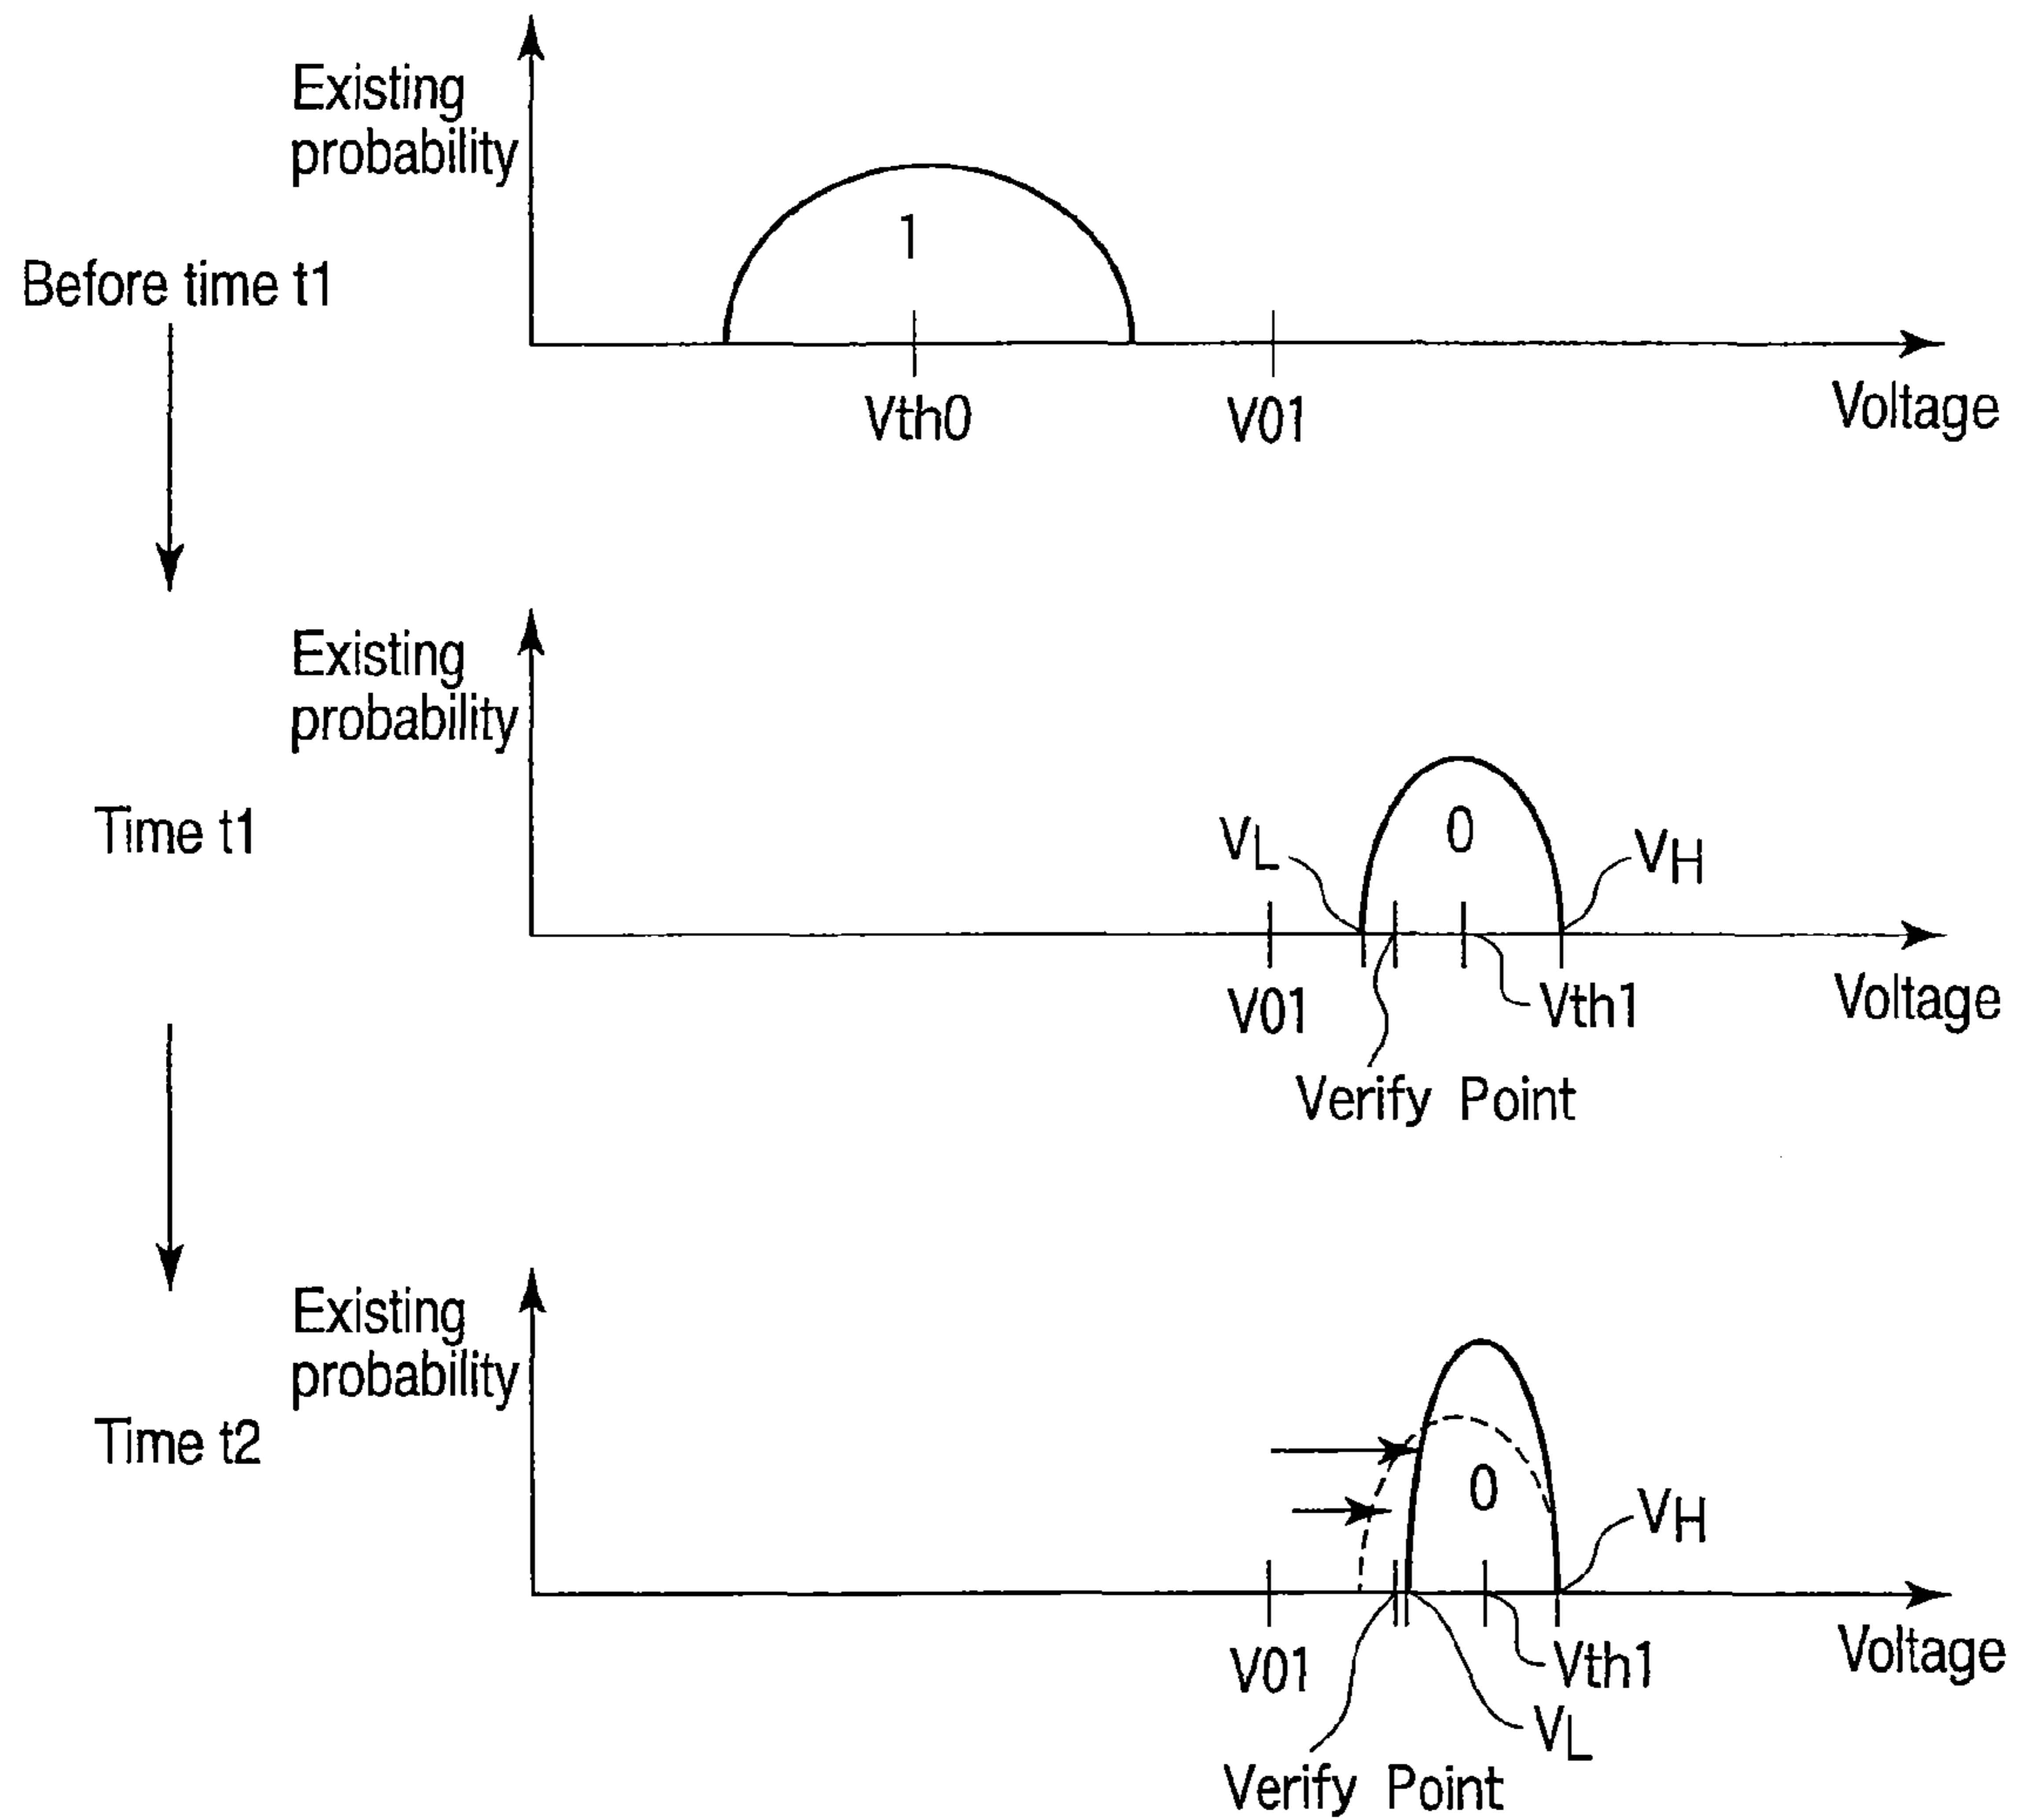 Existing
probability
1
Before time t1
Vth0
V01
Voltage
Existing
probability
Time t1
VL
0
VH
V01
Vth1
Voltage
Verify Point
Existing
probability
Time t2
0
VH
V01
Vth1
Voltage
VL
Verify Point